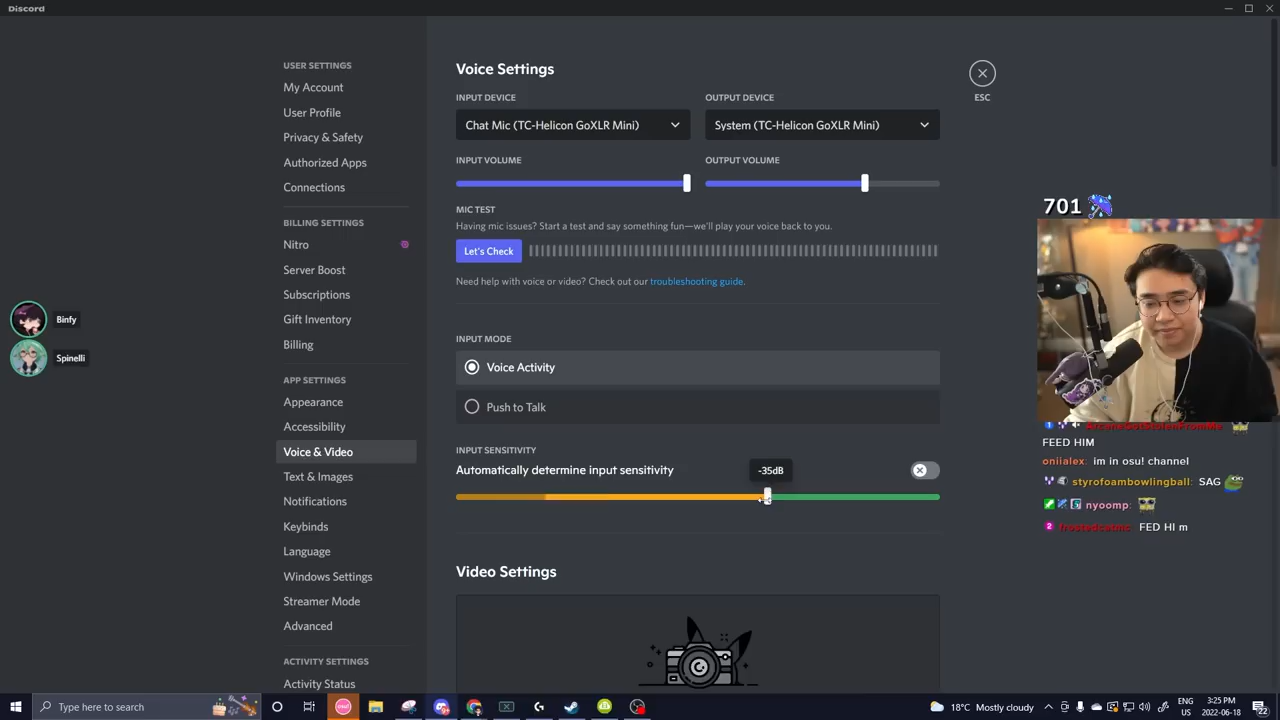 Discord
USER SETTINGS
My Account
User Profile
Privacy & Safety
Authorized Apps
Connections
BILLING SETTINGS
Nitro
Server Boost
Subscriptions
Gift Inventory
Billing
APP SETTINGS
Appearance
Accessibility
Voice & Video
Text & Images
Notifications
Keybinds
Language
Windows Settings
Streamer Mode
Advanced
ACTIVITY SETTINGS
Activity Status
Binfy
Spinelli
Voice Settings
ESC
INPUT DEVICE
OUTPUT DEVICE
Chat Mic (TC-Helicon GoXLR Mini)
System (TC-Helicon GoXLR Mini)
INPUT VOLUME
OUTPUT VOLUME
MIC TEST
Having mic issues? Start a test and say something fun—we'll play your voice back to you.
Let's Check
Need help with voice or video? Check out our troubleshooting guide.
INPUT MODE
Voice Activity
Push to Talk
INPUT SENSITIVITY
Automatically determine input sensitivity
-35dB
Video Settings
701
FEED HIM
oniialex: im in osu! channel
styrofoambowlingball: SAG
nyoomp:
frossedcatmc: FED HI m
Type here to search
osu!
18°C Mostly cloudy
ENG
US
3:25 PM
2022-06-18
22